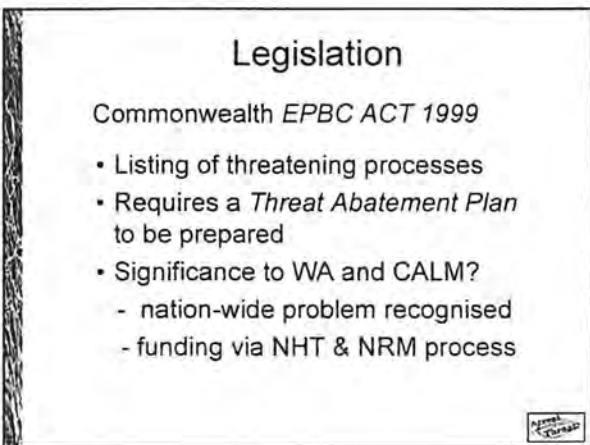 Legislation
Commonwealth EPBC ACT 1999
• Listing of threatening processes
• Requires a Threat Abatement Plan
to be prepared
• Significance to WA and CALM?
- nation-wide problem recognised
- funding via NHT & NRM process